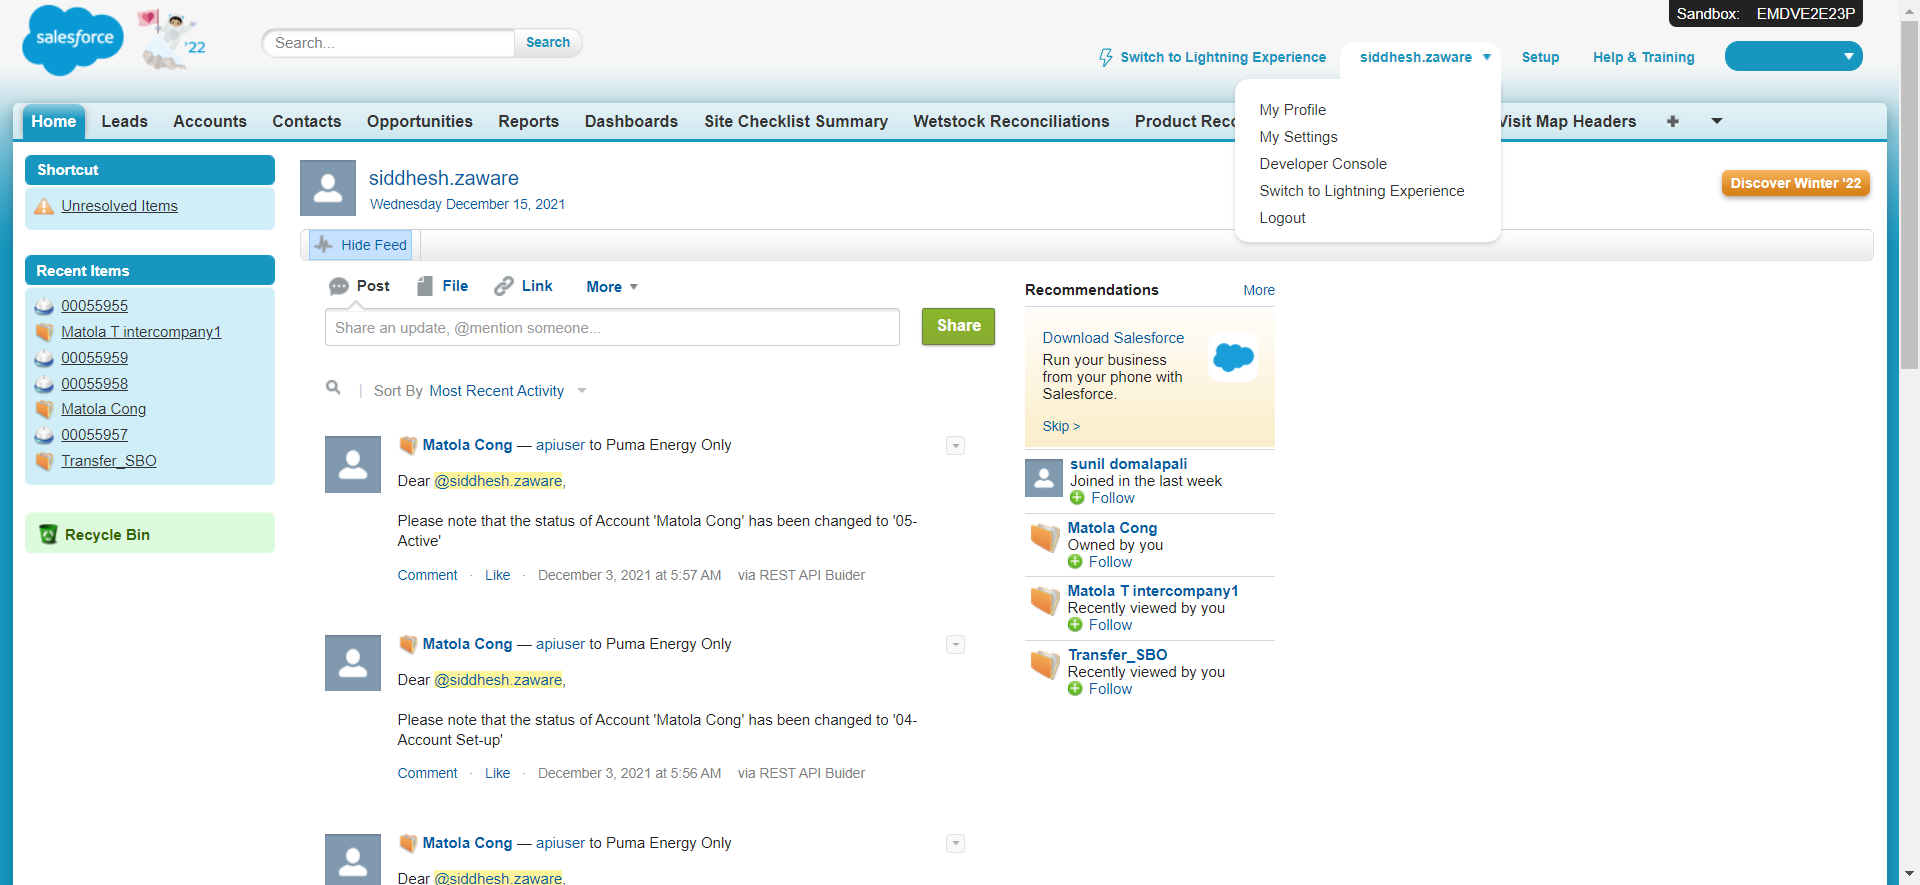 Sandbox: EMDVE2E23P
salesforce
'22
Search...
Search
Switch to Lightning Experience
siddhesh.zaware
Setup
Help & Training
My Profile
My Settings
Developer Console
Switch to Lightning Experience
Logout
Home
Leads
Accounts
Contacts
Opportunities
Reports
Dashboards
Site Checklist Summary
Wetstock Reconciliations
Product Reco
Visit Map Headers
Shortcut
Unresolved Items
Recent Items
00055955
Matola T intercompany1
00055959
00055958
Matola Cong
00055957
Transfer_SBO
Recycle Bin
siddhesh.zaware
Wednesday December 15, 2021
Discover Winter '22
Hide Feed
Post
File
Link
More
Share an update, @mention someone...
Share
Sort By Most Recent Activity
Matola Cong — apiuser to Puma Energy Only
Dear @siddhesh.zaware,
Please note that the status of Account 'Matola Cong' has been changed to '05-
Active'
Comment · Like · December 3, 2021 at 5:57 AM via REST API Buider
Matola Cong — apiuser to Puma Energy Only
Dear @siddhesh.zaware,
Please note that the status of Account 'Matola Cong' has been changed to '04-
Account Set-up'
Comment · Like · December 3, 2021 at 5:56 AM via REST API Buider
Matola Cong — apiuser to Puma Energy Only
Dear @siddhesh.zaware,
Recommendations
More
Download Salesforce
Run your business
from your phone with
Salesforce.
Skip >
sunil domalapali
Joined in the last week
Follow
Matola Cong
Owned by you
Follow
Matola T intercompany1
Recently viewed by you
Follow
Transfer_SBO
Recently viewed by you
Follow